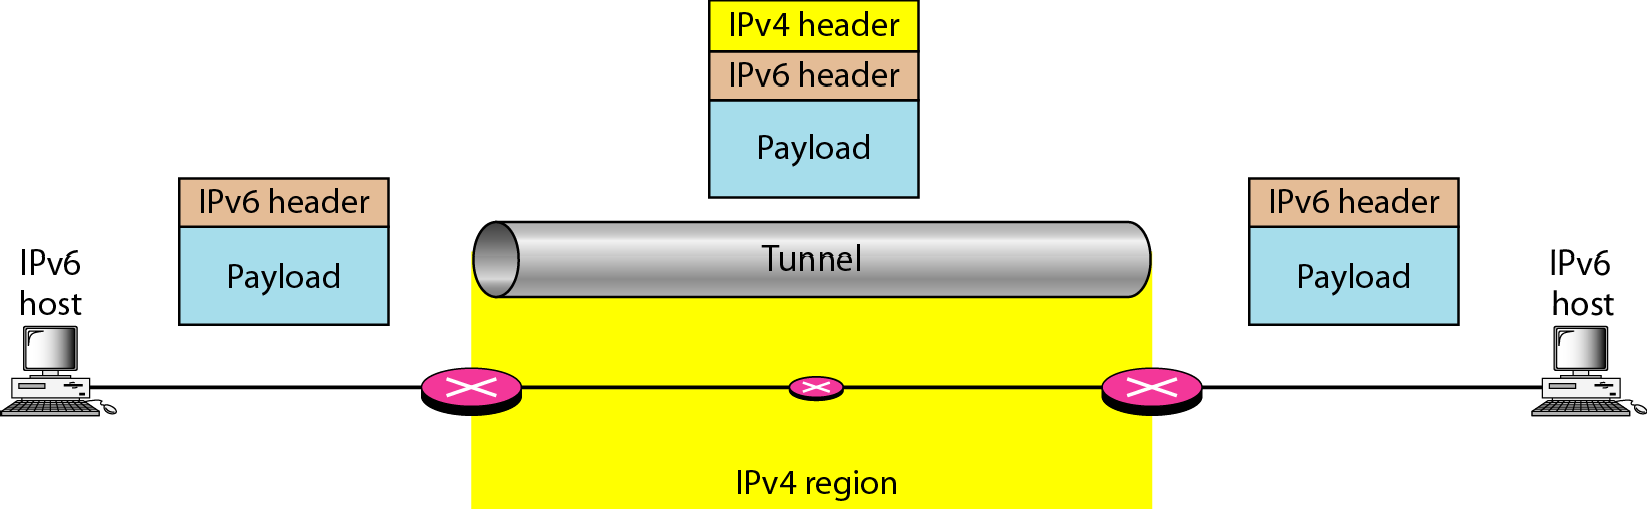 IPv4 header
IPv6 header
Payload
IPv6 header
Payload
IPv6 header
Payload
IPv6
host
Tunnel
IPv6
host
IPv4 region